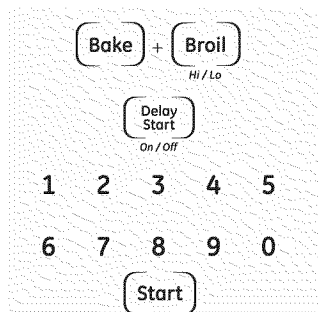 Bake + Broil
Hi / Lo
Delay
Start
On / Off
1 2 3 4 5
6 7 8 9 0
Start